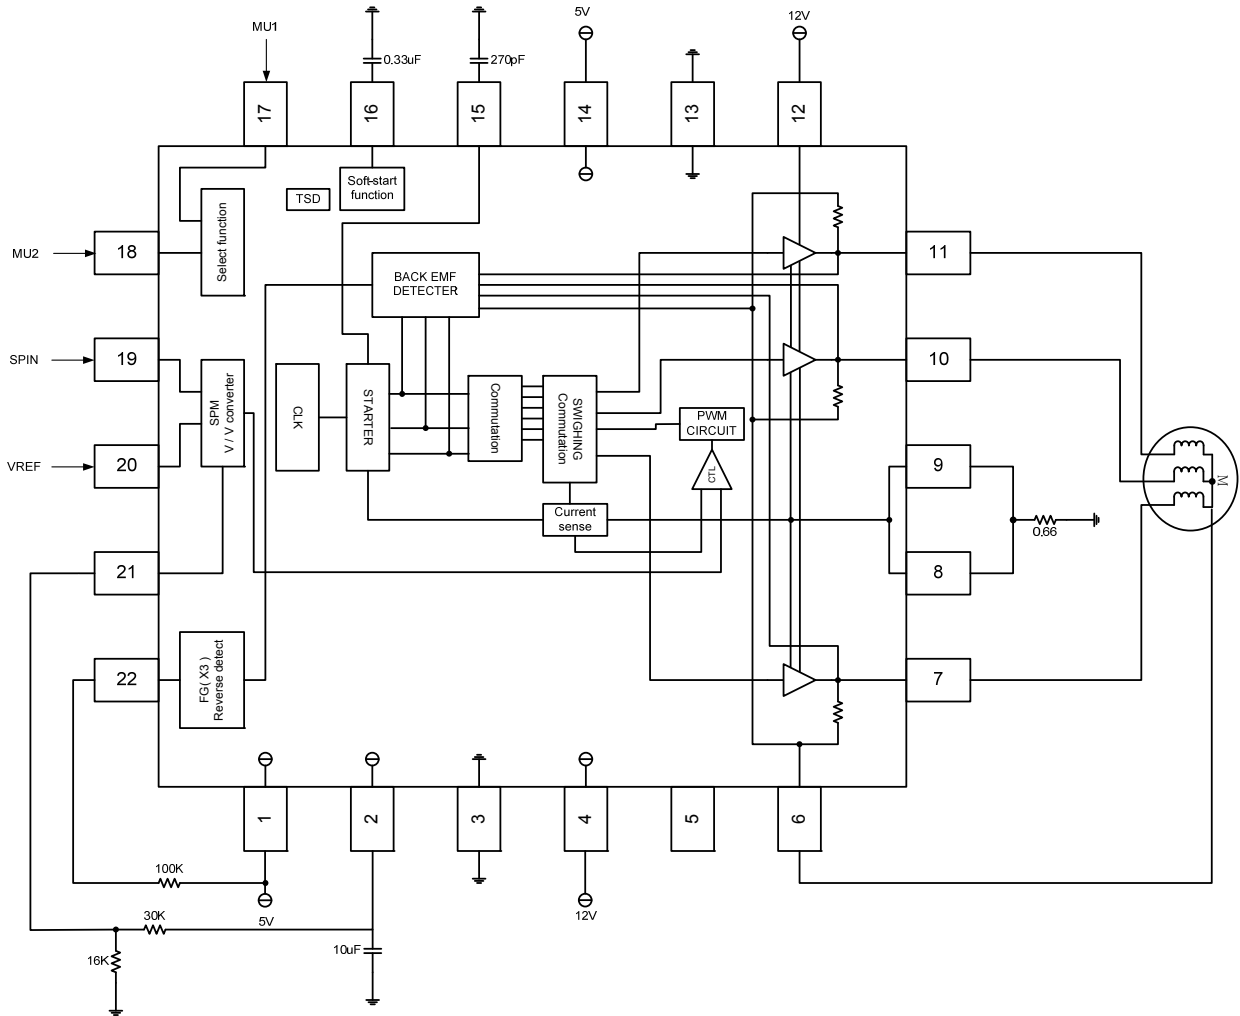 MU1
0.33uF
270pF
5V
12V
17
16
15
14
13
12
Soft-start
function
TSD
Select function
MU2
18
BACK EMF
DETECTER
11
SPIN
19
SPM
V / V converter
CLK
STARTER
Commutation
SWIGHING
Commutation
PWM
CIRCUIT
CTL
10
VREF
20
9
M
Current
sense
0.66
21
8
22
FG( X3 )
Reverse detect
7
1
2
3
4
5
6
100K
5V
12V
30K
16K
10uF